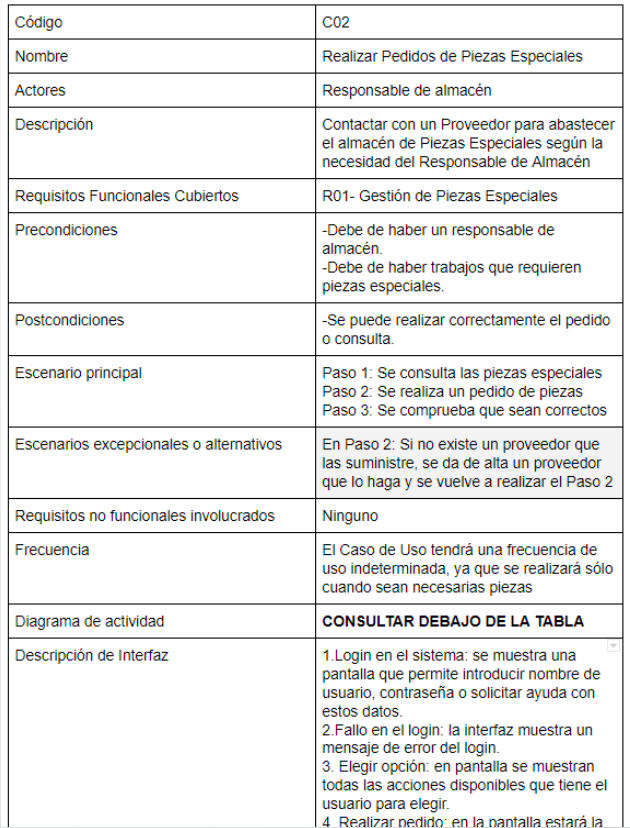 Código
C02
Nombre
Realizar Pedidos de Piezas Especiales
Actores
Responsable de almacén
Descripción
Contactar con un Proveedor para abastecer
el almacén de Piezas Especiales según la
necesidad del Responsable de Almacén
Requisitos Funcionales Cubiertos
R01- Gestión de Piezas Especiales
Precondiciones
-Debe de haber un responsable de
almacén.
-Debe de haber trabajos que requieren
piezas especiales.
Postcondiciones
-Se puede realizar correctamente el pedido
o consulta.
Escenario principal
Paso 1: Se consulta las piezas especiales
Paso 2: Se realiza un pedido de piezas
Paso 3: Se comprueba que sean correctos
Escenarios excepcionales o alternativos
En Paso 2: Si no existe un proveedor que
las suministre, se da de alta un proveedor
que lo haga y se vuelve a realizar el Paso 2
Requisitos no funcionales involucrados
Ninguno
Frecuencia
El Caso de Uso tendrá una frecuencia de
uso indeterminada, ya que se realizará sólo
cuando sean necesarias piezas
Diagrama de actividad
CONSULTAR DEBAJO DE LA TABLA
Descripción de Interfaz
1.Login en el sistema: se muestra una
pantalla que permite introducir nombre de
usuario, contraseña o solicitar ayuda con
estos datos.
2.Fallo en el login: la interfaz muestra un
mensaje de error del login.
3. Elegir opción: en pantalla se muestran
todas las acciones disponibles que tiene el
usuario para elegir.
4. Realizar pedido: en la pantalla estará la